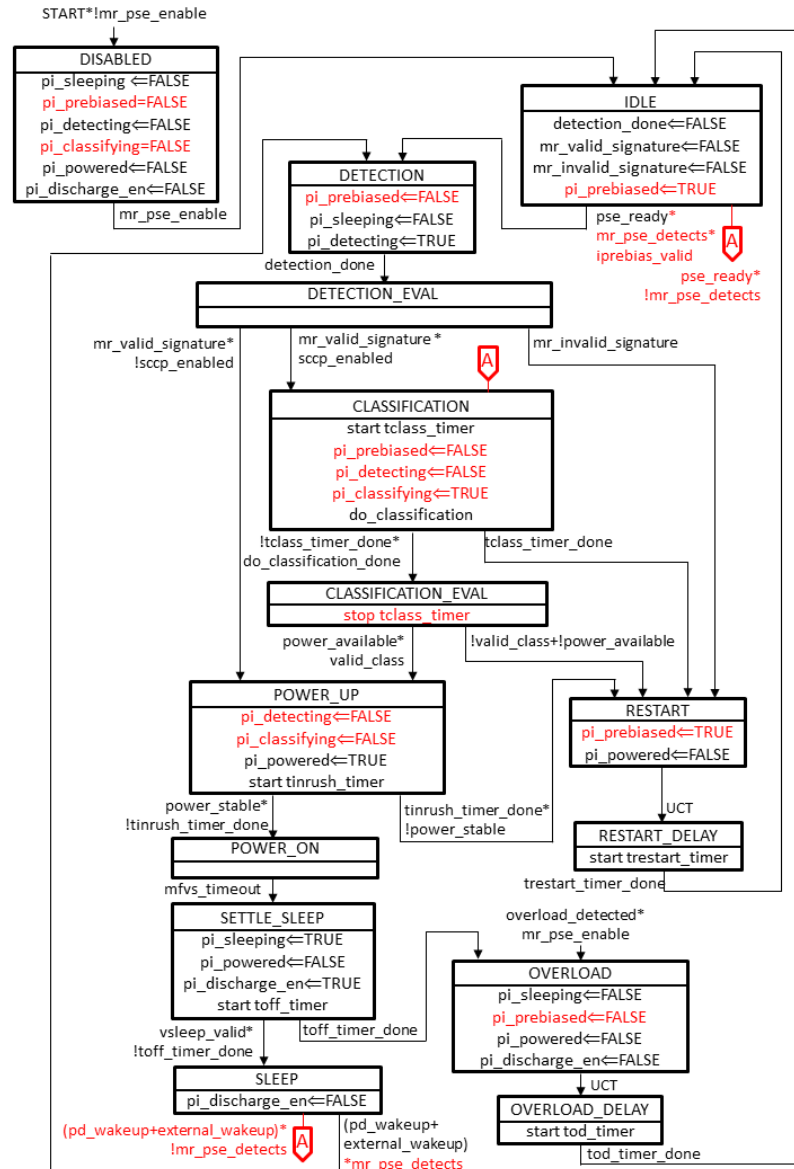 START*!mr_pse_enable
DISABLED
pi_sleeping ⇐FALSE
pi_prebiased=FALSE
pi_detecting⇐FALSE
pi_classifying=FALSE
pi_powered⇐FALSE
pi_discharge_en⇐FALSE
mr_pse_enable
IDLE
detection_done⇐FALSE
mr_valid_signature⇐FALSE
mr_invalid_signature⇐FALSE
pi_prebiased⇐TRUE
pse_ready*
mr_pse_detects*
iprebias_valid
A
pse_ready*
!mr_pse_detects
DETECTION
pi_prebiased⇐FALSE
pi_sleeping⇐FALSE
pi_detecting⇐TRUE
detection_done
DETECTION_EVAL
mr_valid_signature*
!sccp_enabled
mr_valid_signature *
sccp_enabled
mr_invalid_signature
A
CLASSIFICATION
start tclass_timer
pi_prebiased⇐FALSE
pi_detecting⇐FALSE
pi_classifying⇐TRUE
do_classification
!tclass_timer_done*
do_classification_done
tclass_timer_done
CLASSIFICATION_EVAL
stop tclass_timer
power_available*
valid_class
!valid_class+!power_available
POWER_UP
pi_detecting⇐FALSE
pi_classifying⇐FALSE
pi_powered⇐TRUE
start tinrush_timer
RESTART
pi_prebiased⇐TRUE
pi_powered⇐FALSE
power_stable*
!tinrush_timer_done
tinrush_timer_done*
!power_stable
UCT
RESTART_DELAY
start trestart_timer
trestart_timer_done
POWER_ON
mfvs_timeout
SETTLE_SLEEP
pi_sleeping⇐TRUE
pi_powered⇐FALSE
pi_discharge_en⇐TRUE
start toff_timer
overload_detected*
mr_pse_enable
OVERLOAD
pi_sleeping⇐FALSE
pi_prebiased⇐FALSE
pi_powered⇐FALSE
pi_discharge_en⇐FALSE
vsleep_valid*
!toff_timer_done
toff_timer_done
SLEEP
pi_discharge_en⇐FALSE
UCT
OVERLOAD_DELAY
start tod_timer
tod_timer_done
(pd_wakeup+external_wakeup)*
!mr_pse_detects
A
(pd_wakeup+
external_wakeup)
*mr_pse_detects